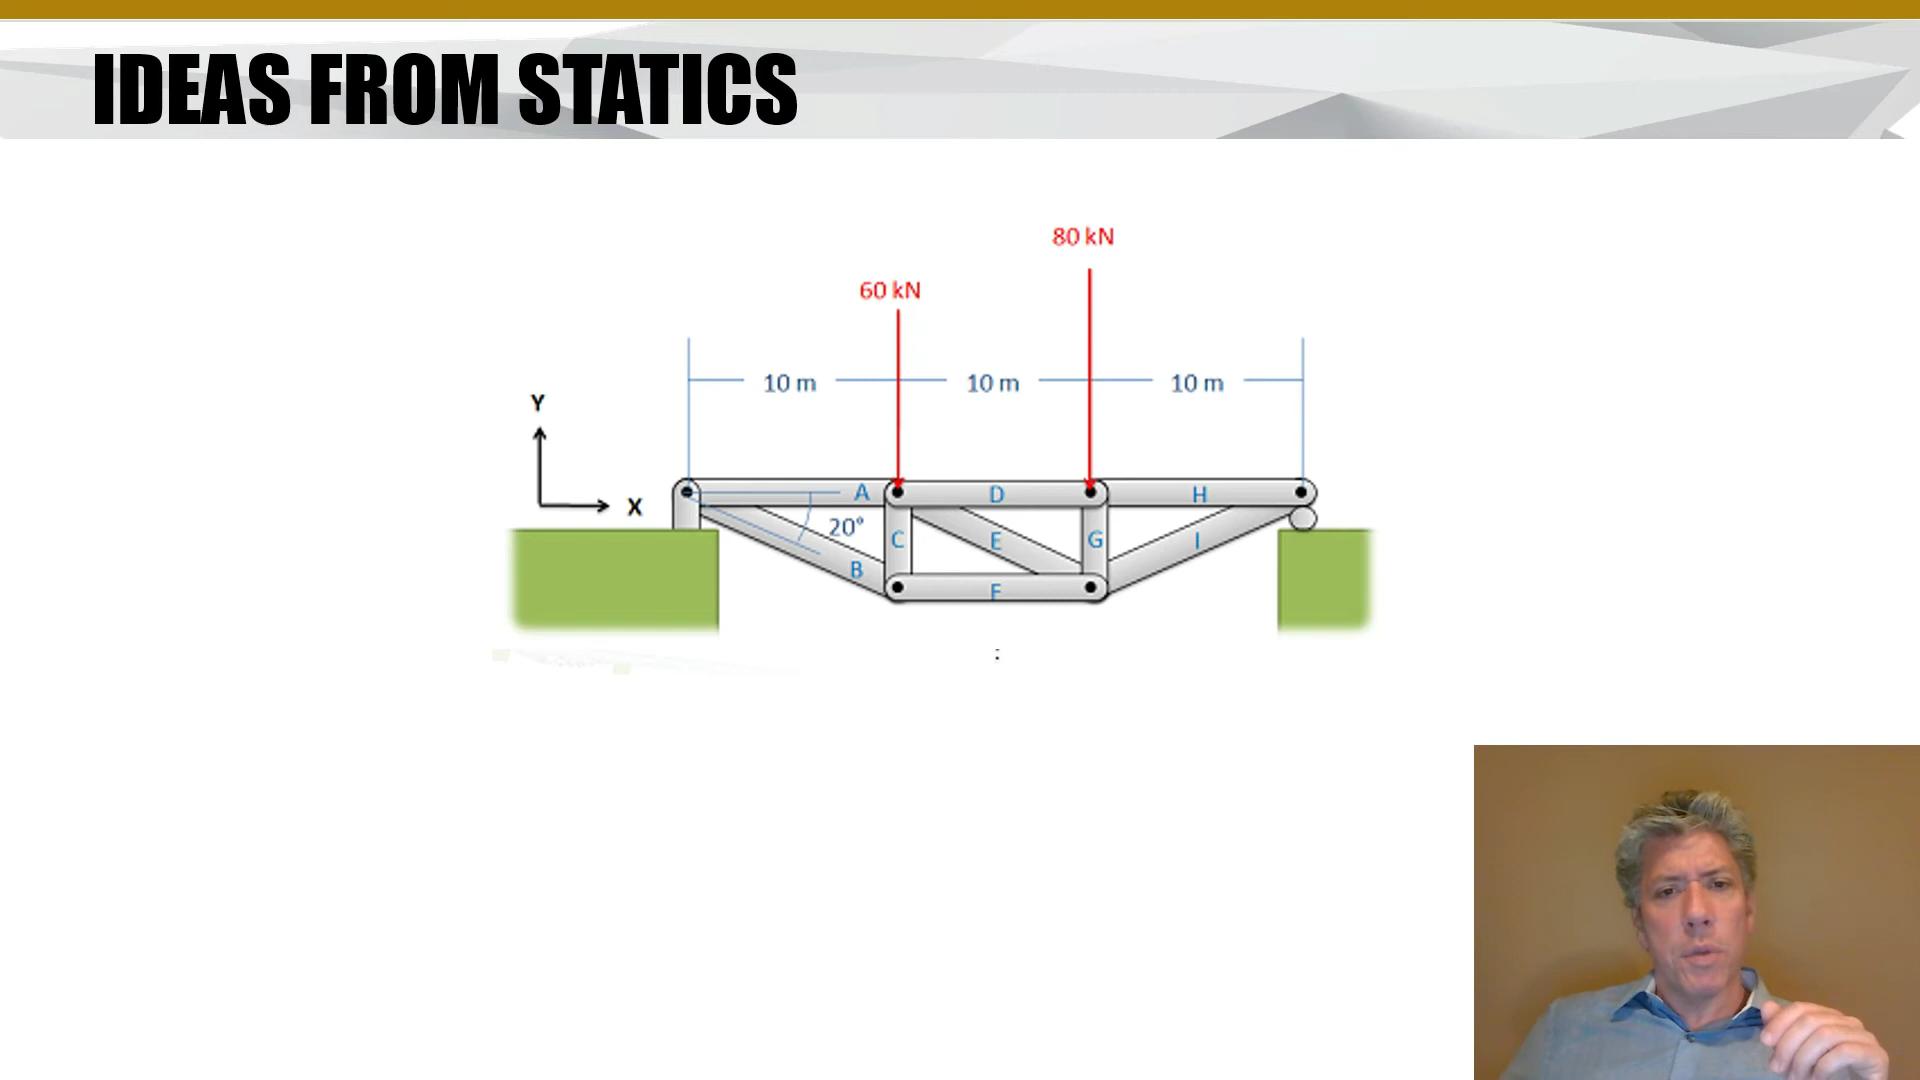 IDEAS FROM STATICS
80 kN
60 kN
10 m 10 m 10 m
Y
X
A D H
20°
C E G I
B
F
: